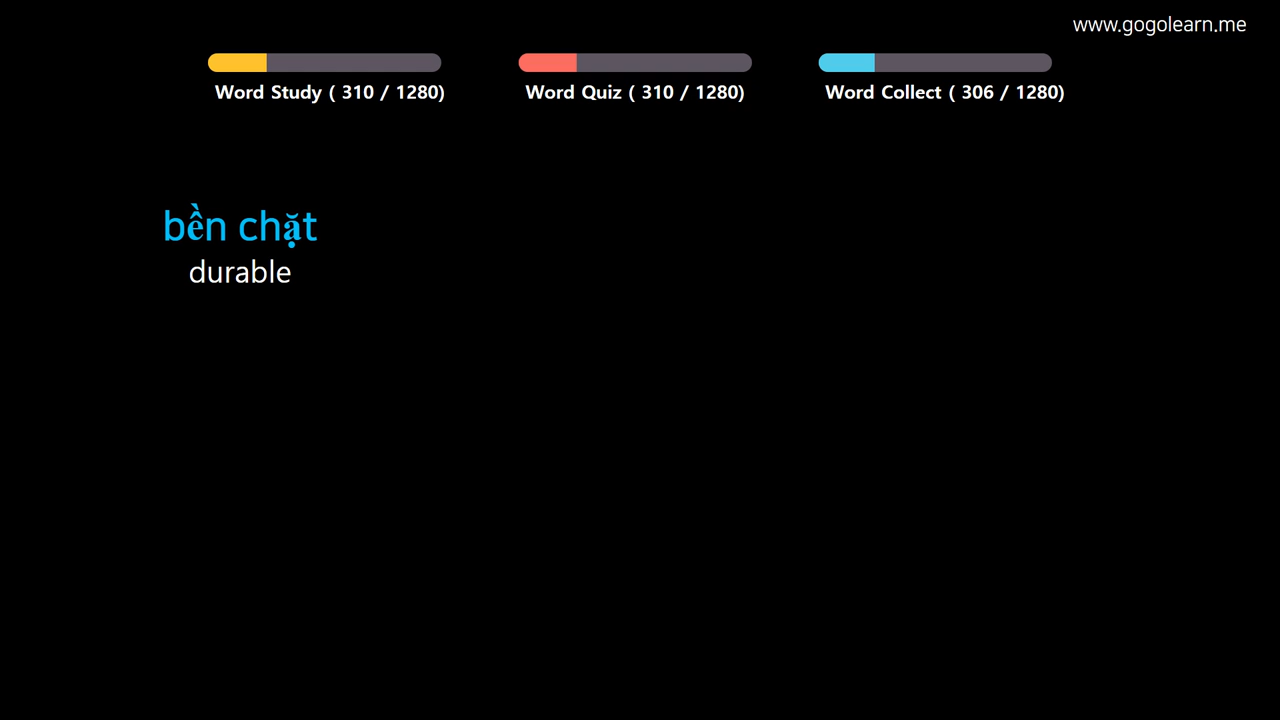 www.gogolearn.me
Word Study ( 310 / 1280)
Word Quiz ( 310 / 1280)
Word Collect ( 306 / 1280)
bền chặt
durable